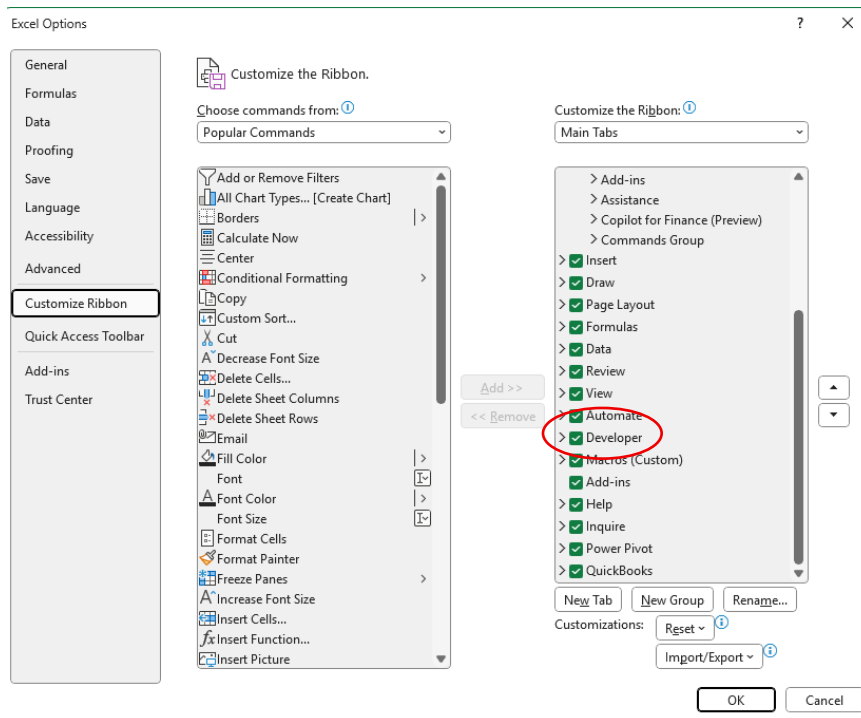 Excel Options
?
General
Formulas
Data
Proofing
Save
Language
Accessibility
Advanced
Customize Ribbon
Quick Access Toolbar
Add-ins
Trust Center
Customize the Ribbon.
Choose commands from:
Popular Commands
Add or Remove Filters
All Chart Types... [Create Chart]
Borders
Calculate Now
Center
Conditional Formatting
Copy
Custom Sort...
Cut
Decrease Font Size
Delete Cells...
Delete Sheet Columns
Delete Sheet Rows
Email
Fill Color
Font
Font Color
Font Size
Format Cells
Format Painter
Freeze Panes
Increase Font Size
Insert Cells...
Insert Function...
Insert Picture
Add >>
<< Remove
Customize the Ribbon:
Main Tabs
Add-ins
Assistance
Copilot for Finance (Preview)
Commands Group
Insert
Draw
Page Layout
Formulas
Data
Review
View
Automate
Developer
Macros (Custom)
Add-ins
Help
Inquire
Power Pivot
QuickBooks
New Tab
New Group
Rename...
Customizations:
Reset
Import/Export
OK
Cancel